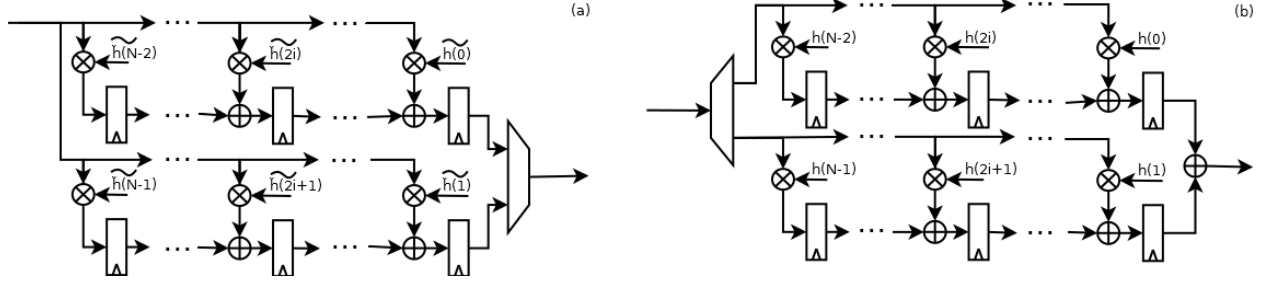 (a)
h̃(N-2) h̃(2i) h̃(0)
h̃(N-1) h̃(2i+1) h̃(1)
(b)
h(N-2) h(2i) h(0)
h(N-1) h(2i+1) h(1)